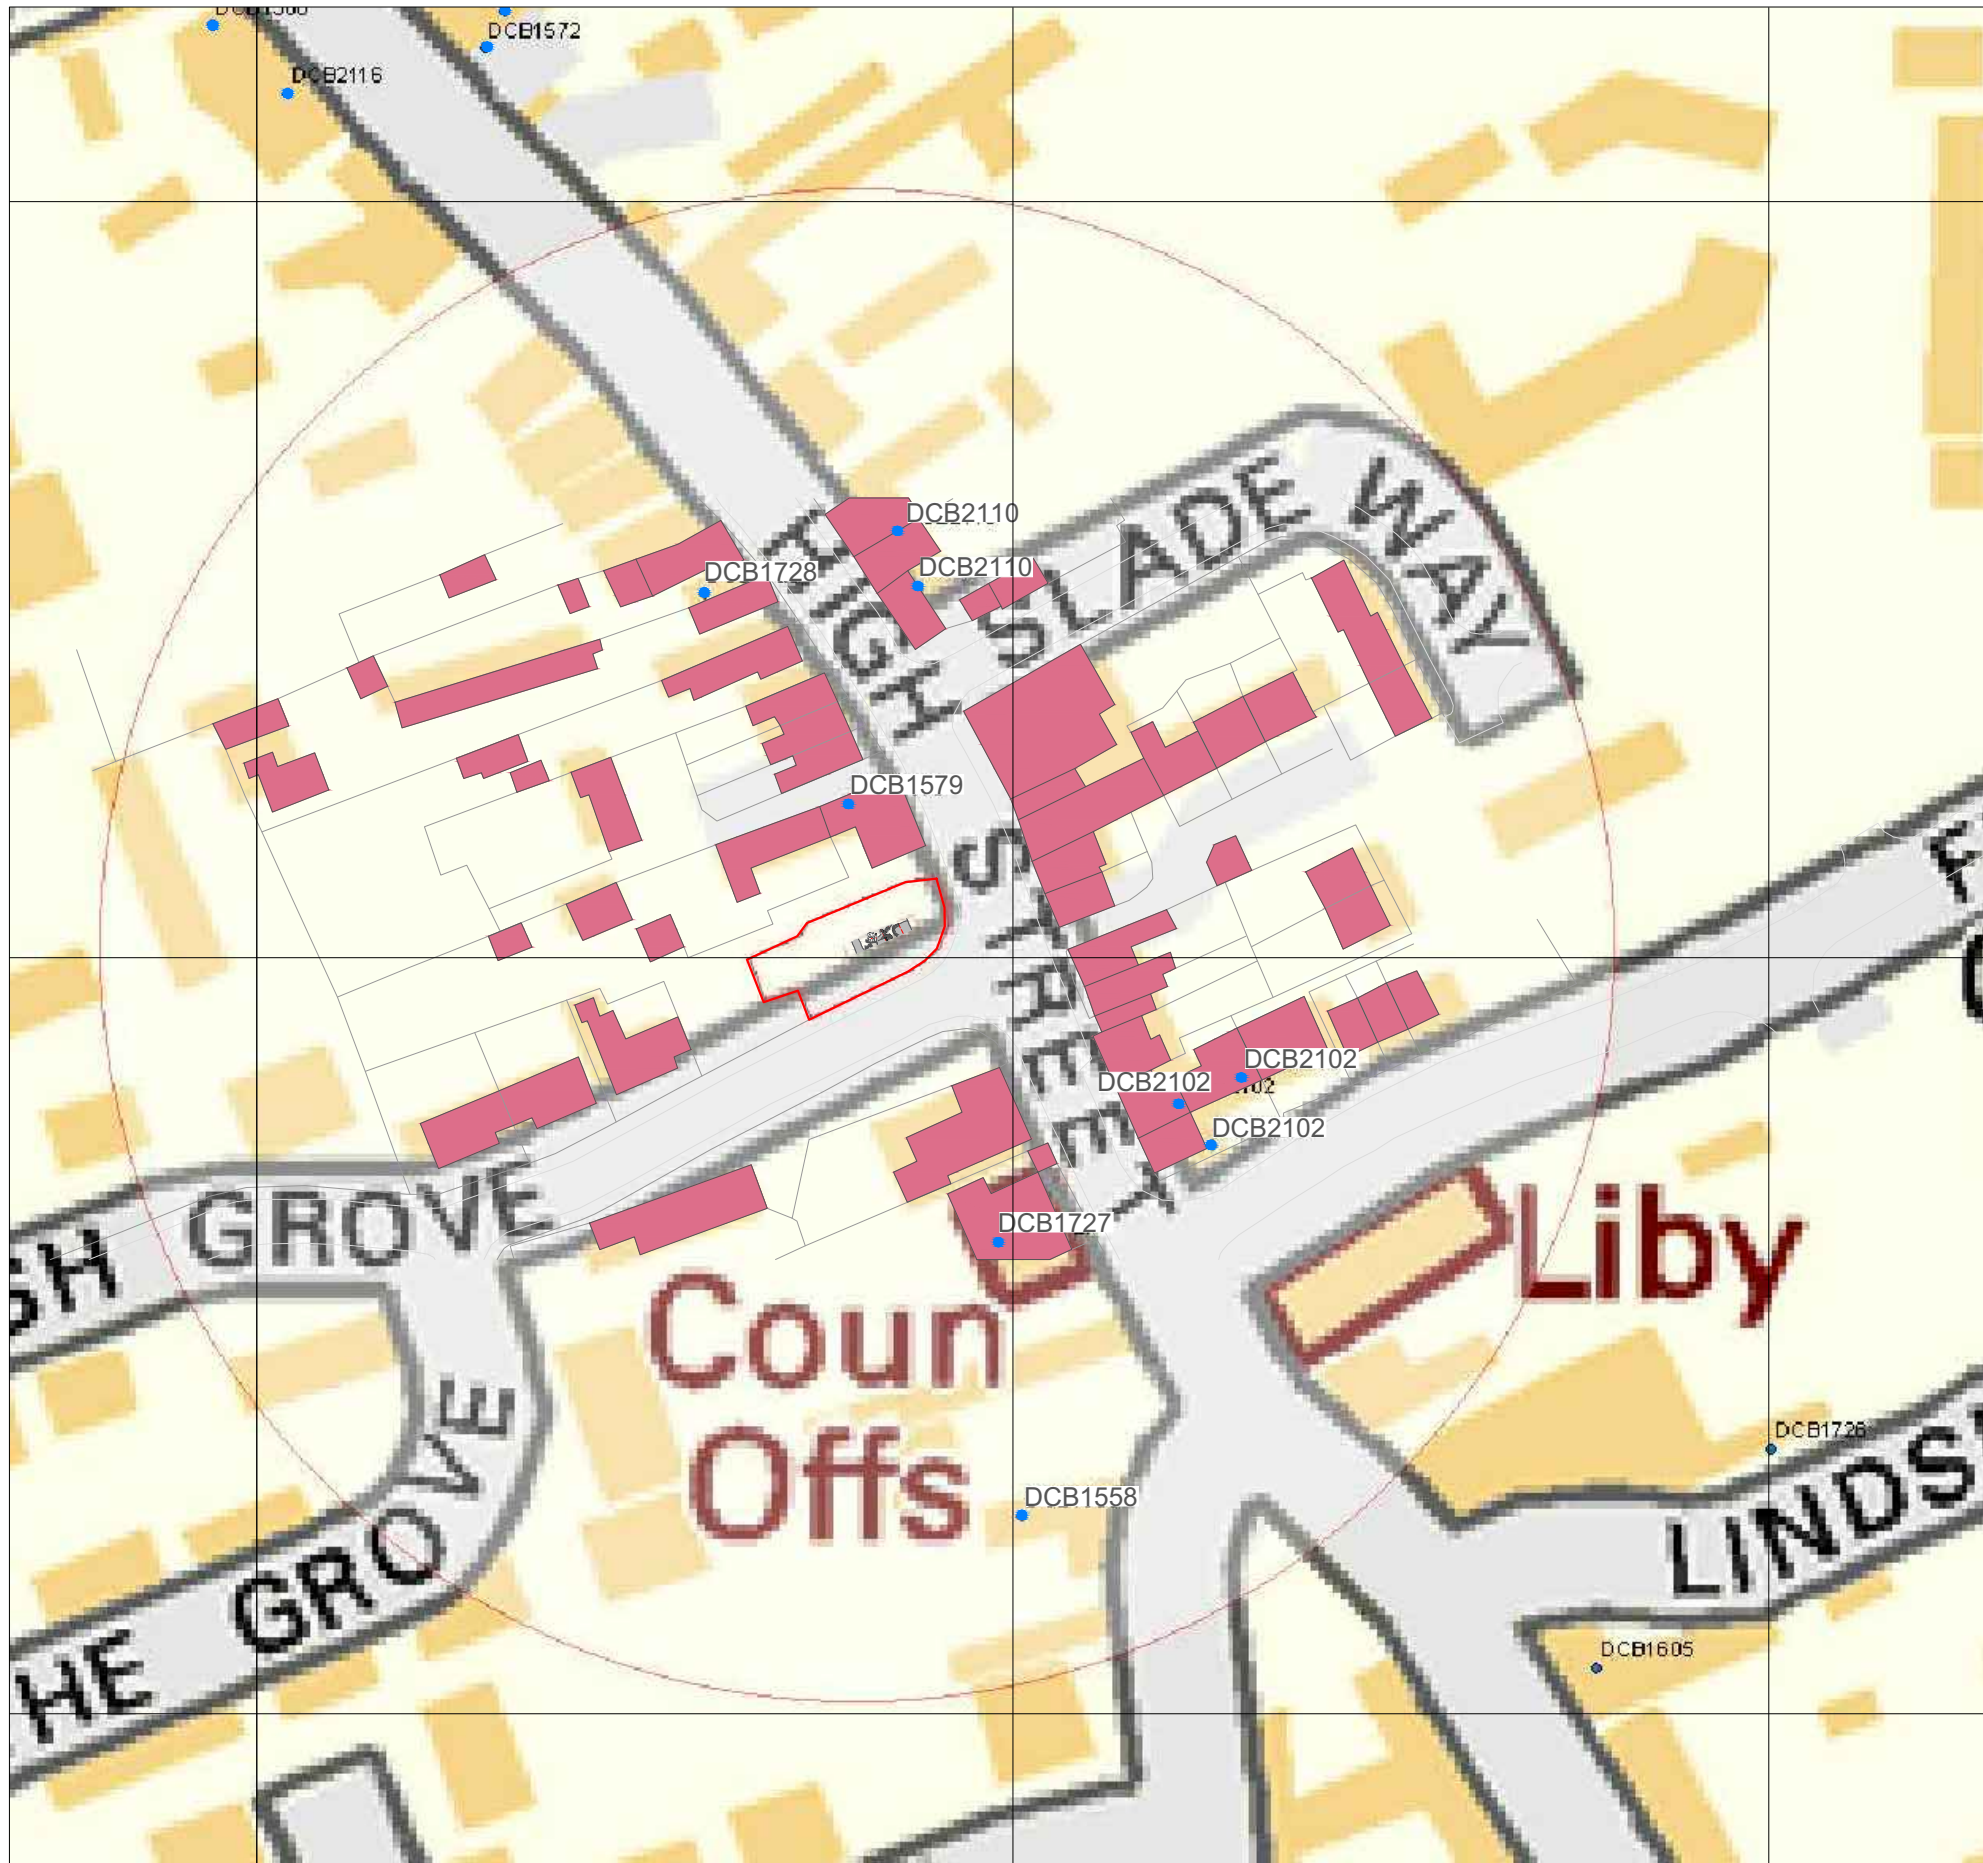 DCB1572
DCB2116
DCB2110
DCB2110
DCB1728
HIGH
STREET
SLADE WAY
DCB1579
DCB2102
DCB2102
DCB2102
DCB1727
GROVE
Coun
Offs
Liby
GROVE
DCB1558
LINDS
DCB1605
HE GROVE